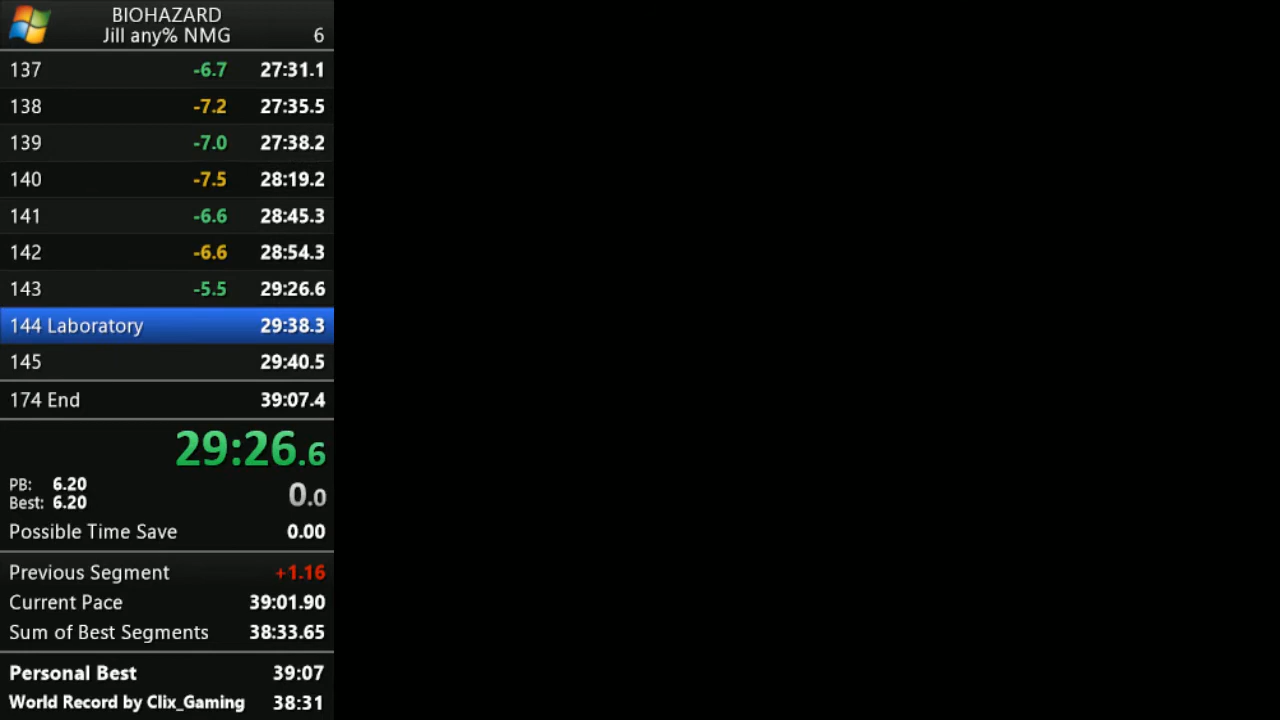 BIOHAZARD
Jill any% NMG 6
137 -6.7 27:31.1
138 -7.2 27:35.5
139 -7.0 27:38.2
140 -7.5 28:19.2
141 -6.6 28:45.3
142 -6.6 28:54.3
143 -5.5 29:26.6
144 Laboratory 29:38.3
145 29:40.5
174 End 39:07.4
29:26.6
PB: 6.20
Best: 6.20 0.0
Possible Time Save 0.00
Previous Segment +1.16
Current Pace 39:01.90
Sum of Best Segments 38:33.65
Personal Best 39:07
World Record by Clix_Gaming 38:31